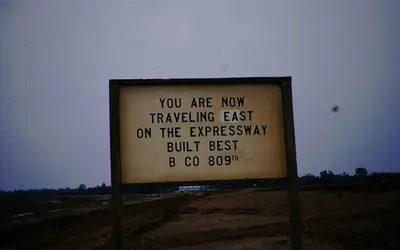 YOU ARE NOW
TRAVELING EAST
ON THE EXPRESSWAY
BUILT BEST
B CO 809TH